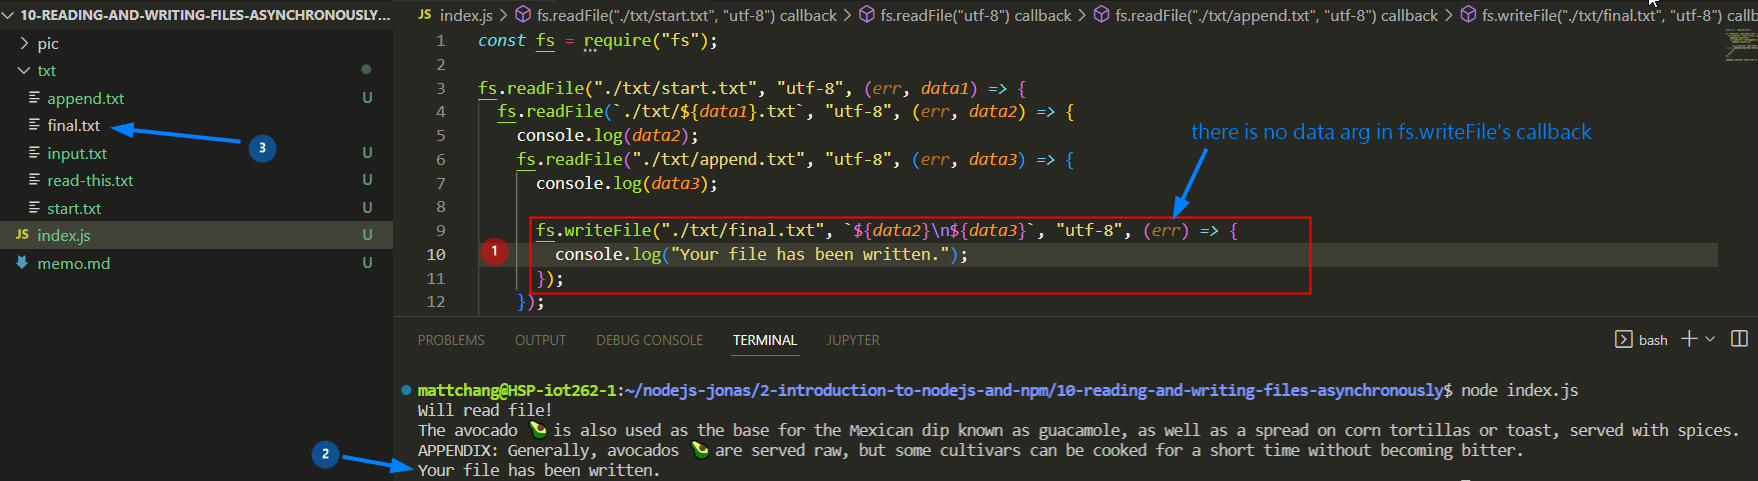 10-READING-AND-WRITING-FILES-ASYNCHRONOUSLY...
pic
txt
append.txt U
final.txt
3
input.txt U
read-this.txt U
start.txt U
JS index.js U
memo.md U
JS index.js > fs.readFile("./txt/start.txt", "utf-8") callback > fs.readFile("utf-8") callback > fs.readFile("./txt/append.txt", "utf-8") callback > fs.writeFile("./txt/final.txt", "utf-8") callb
1 const fs = require("fs");
2
3 fs.readFile("./txt/start.txt", "utf-8", (err, data1) => {
4 fs.readFile(`./txt/${data1}.txt`, "utf-8", (err, data2) => {
5 console.log(data2);
6 fs.readFile("./txt/append.txt", "utf-8", (err, data3) => {
7 console.log(data3);
8
there is no data arg in fs.writeFile's callback
9 fs.writeFile("./txt/final.txt", `${data2}\n${data3}`, "utf-8", (err) => {
1
10 console.log("Your file has been written.");
11 });
12 });
PROBLEMS OUTPUT DEBUG CONSOLE TERMINAL JUPYTER
bash
mattchang@HSP-iot262-1:~/nodejs-jonas/2-introduction-to-nodejs-and-npm/10-reading-and-writing-files-asynchronously$ node index.js
Will read file!
The avocado 🥑 is also used as the base for the Mexican dip known as guacamole, as well as a spread on corn tortillas or toast, served with spices.
APPENDIX: Generally, avocados 🥑 are served raw, but some cultivars can be cooked for a short time without becoming bitter.
2
Your file has been written.